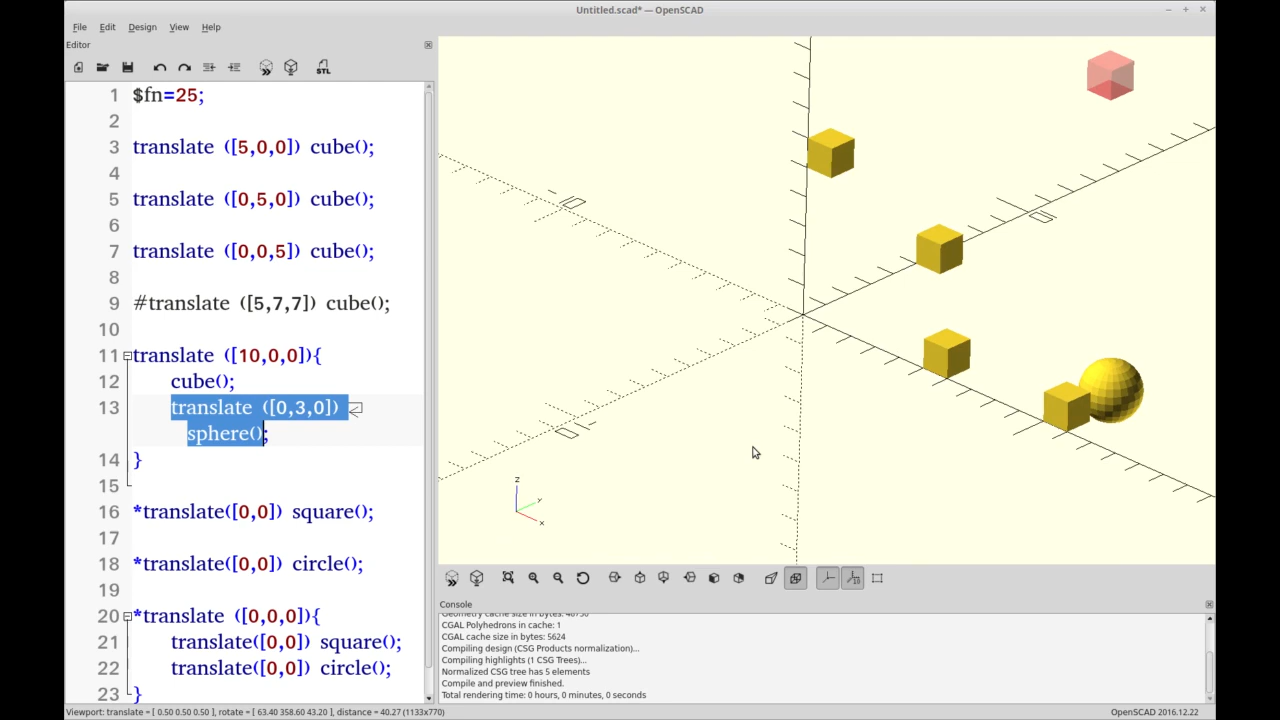 Untitled.scad* — OpenSCAD
File Edit Design View Help
Editor
STL
1 $fn=25;
2
3 translate ([5,0,0]) cube();
4
5 translate ([0,5,0]) cube();
6
7 translate ([0,0,5]) cube();
8
9 #translate ([5,7,7]) cube();
10
11 translate ([10,0,0]){
12 cube();
13 translate ([0,3,0])
sphere();
14 }
15
16 *translate([0,0]) square();
17
18 *translate([0,0]) circle();
19
20 *translate ([0,0,0]){
21 translate([0,0]) square();
22 translate([0,0]) circle();
23 }
z
y
x
Console
Geometry cache size in bytes: 48736
CGAL Polyhedrons in cache: 1
CGAL cache size in bytes: 5624
Compiling design (CSG Products normalization)...
Compiling highlights (1 CSG Trees)...
Normalized CSG tree has 5 elements
Compile and preview finished.
Total rendering time: 0 hours, 0 minutes, 0 seconds
Viewport: translate = [ 0.50 0.50 0.50 ], rotate = [ 63.40 358.60 43.20 ], distance = 40.27 (1133x770)
OpenSCAD 2016.12.22